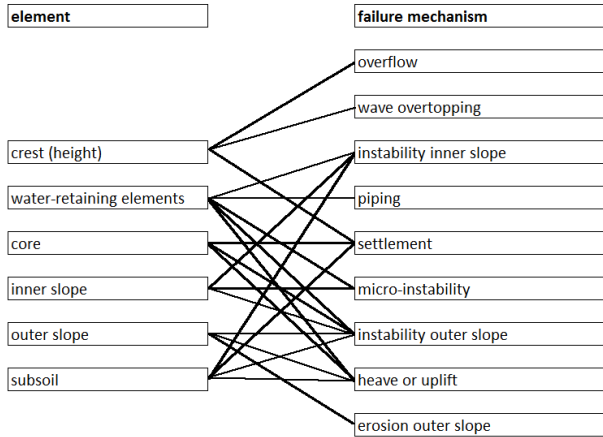 element
failure mechanism
overflow
wave overtopping
crest (height)
instability inner slope
water-retaining elements
piping
core
settlement
inner slope
micro-instability
outer slope
instability outer slope
subsoil
heave or uplift
erosion outer slope